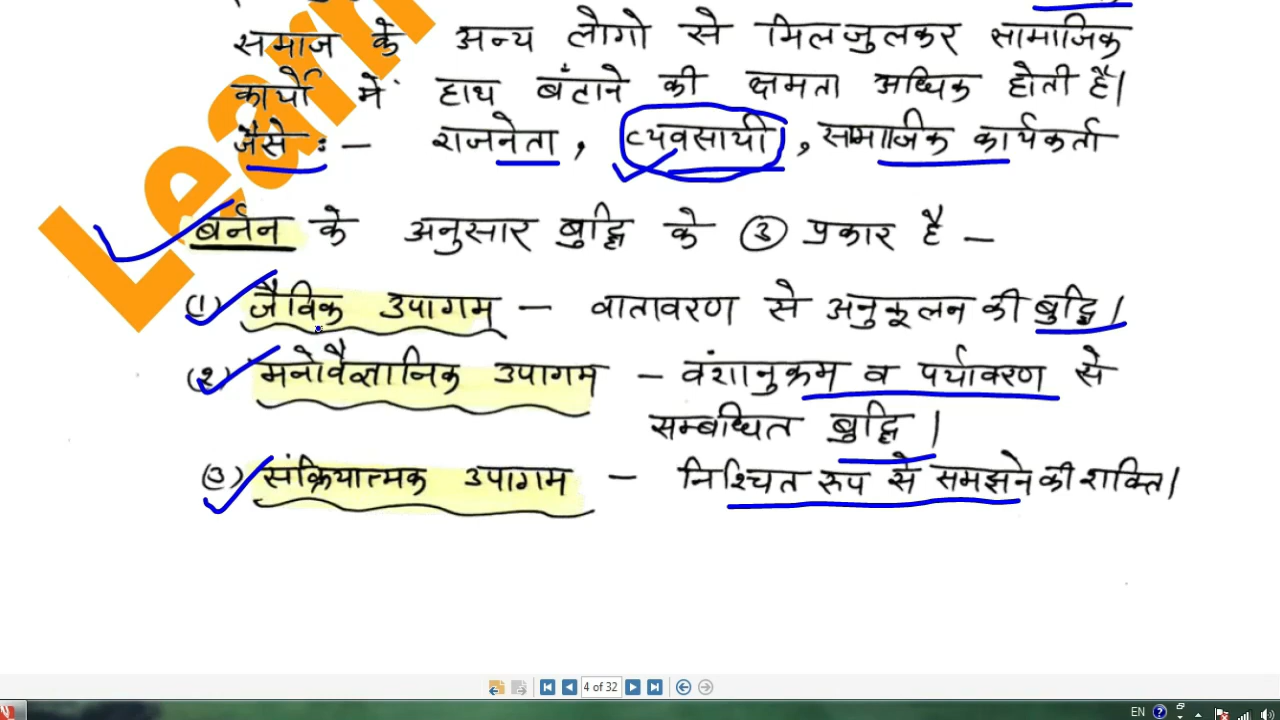 समाज के अन्य लोगो से मिलजुलकर सामाजिक
कार्यो में हाथ बंटाने की क्षमता अधिक होती है।
जैसे :- राजनेता , व्यवसायी , सामाजिक कार्यकर्ता
बर्नन के अनुसार बुद्धि के ③ प्रकार है –
(1) जैविक उपागम् – वातावरण से अनुकूलन की बुद्धि।
(2) मनोवैज्ञानिक उपागम – वंशानुक्रम व पर्यावरण से
सम्बंधित बुद्धि।
(3) संक्रियात्मक उपागम – निश्चित रूप से समझने की शक्ति।
Learn
4 of 32
EN